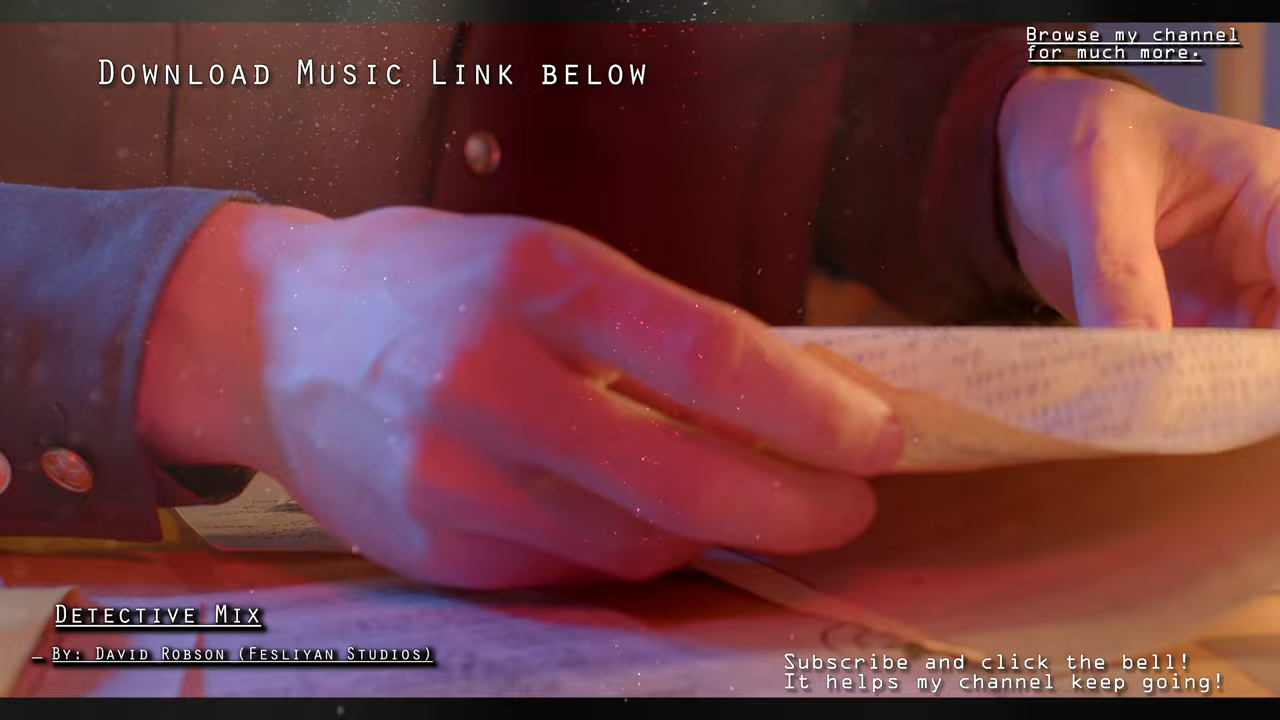 Browse my channel
for much more.
Download Music Link below
Detective Mix
_ By: David Robson (Fesliyan Studios)
Subscribe and click the bell!
It helps my channel keep going!